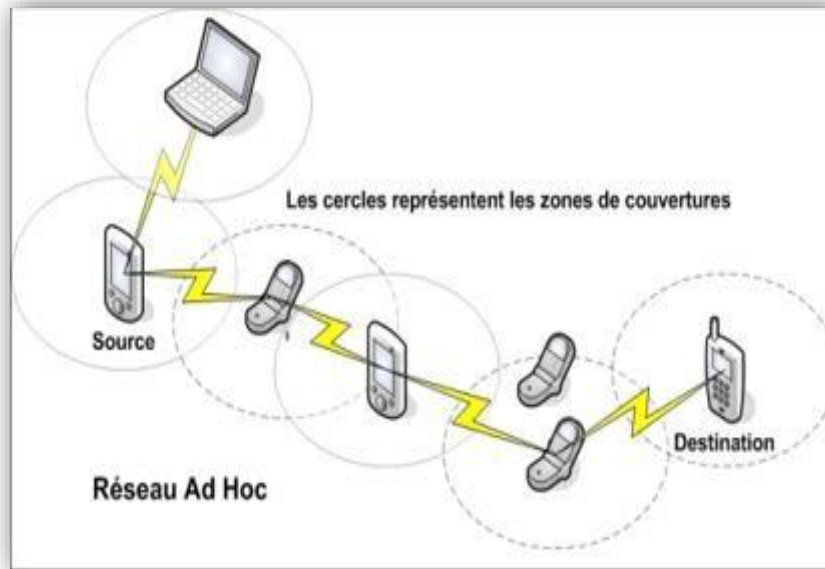 Les cercles représentent les zones de couvertures
Source
Destination
Réseau Ad Hoc